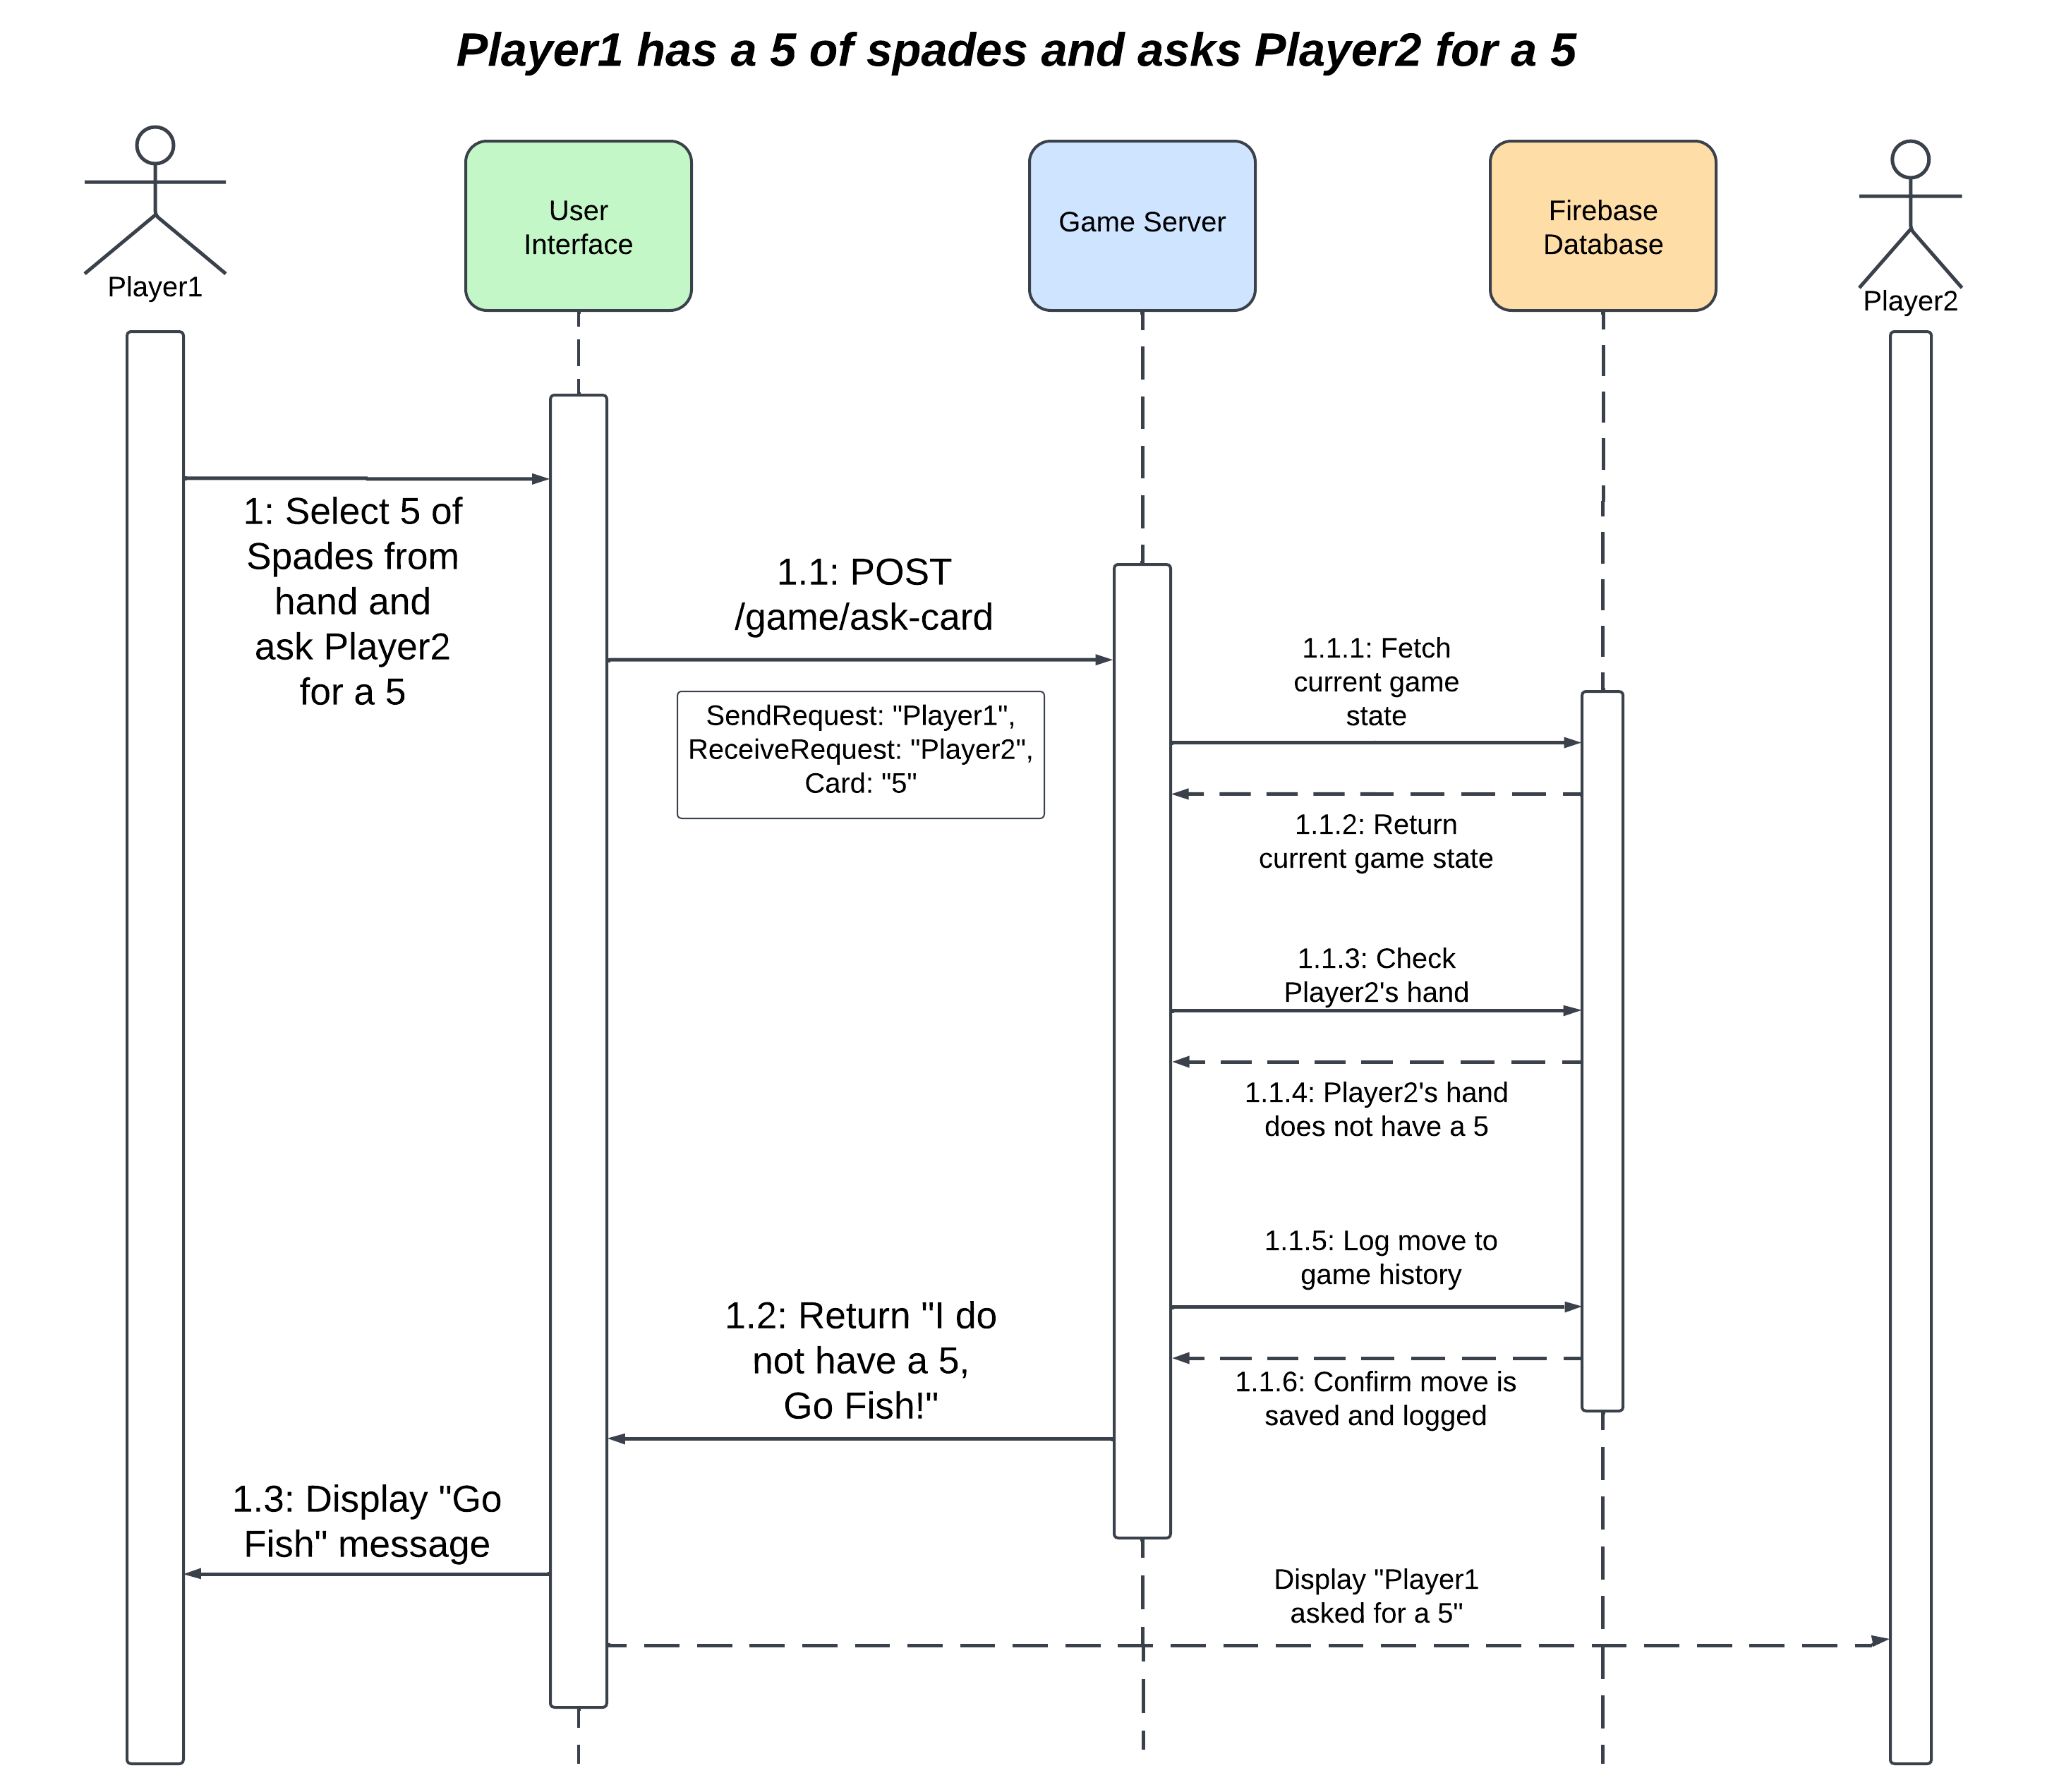 Player1 has a 5 of spades and asks Player2 for a 5
Player1
User
Interface
Game Server
Firebase
Database
Player2
1: Select 5 of
Spades from
hand and
ask Player2
for a 5
1.1: POST
/game/ask-card
SendRequest: "Player1",
ReceiveRequest: "Player2",
Card: "5"
1.1.1: Fetch
current game
state
1.1.2: Return
current game state
1.1.3: Check
Player2's hand
1.1.4: Player2's hand
does not have a 5
1.1.5: Log move to
game history
1.1.6: Confirm move is
saved and logged
1.2: Return "I do
not have a 5,
Go Fish!"
1.3: Display "Go
Fish" message
Display "Player1
asked for a 5"